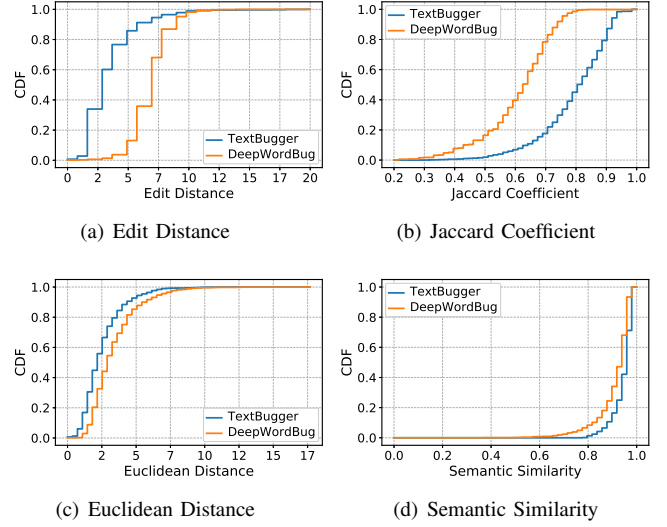 1.0
0.8
0.6
0.4
0.2
0.0
CDF
TextBugger
DeepWordBug
0 2 5 7 10 12 15 17 20
Edit Distance
(a) Edit Distance
1.0
0.8
0.6
0.4
0.2
0.0
CDF
TextBugger
DeepWordBug
0.2 0.3 0.4 0.5 0.6 0.7 0.8 0.9 1.0
Jaccard Coefficient
(b) Jaccard Coefficient
1.0
0.8
0.6
0.4
0.2
0.0
CDF
TextBugger
DeepWordBug
0 2 5 7 10 12 15 17
Euclidean Distance
(c) Euclidean Distance
1.0
0.8
0.6
0.4
0.2
0.0
CDF
TextBugger
DeepWordBug
0.0 0.2 0.4 0.6 0.8 1.0
Semantic Similarity
(d) Semantic Similarity